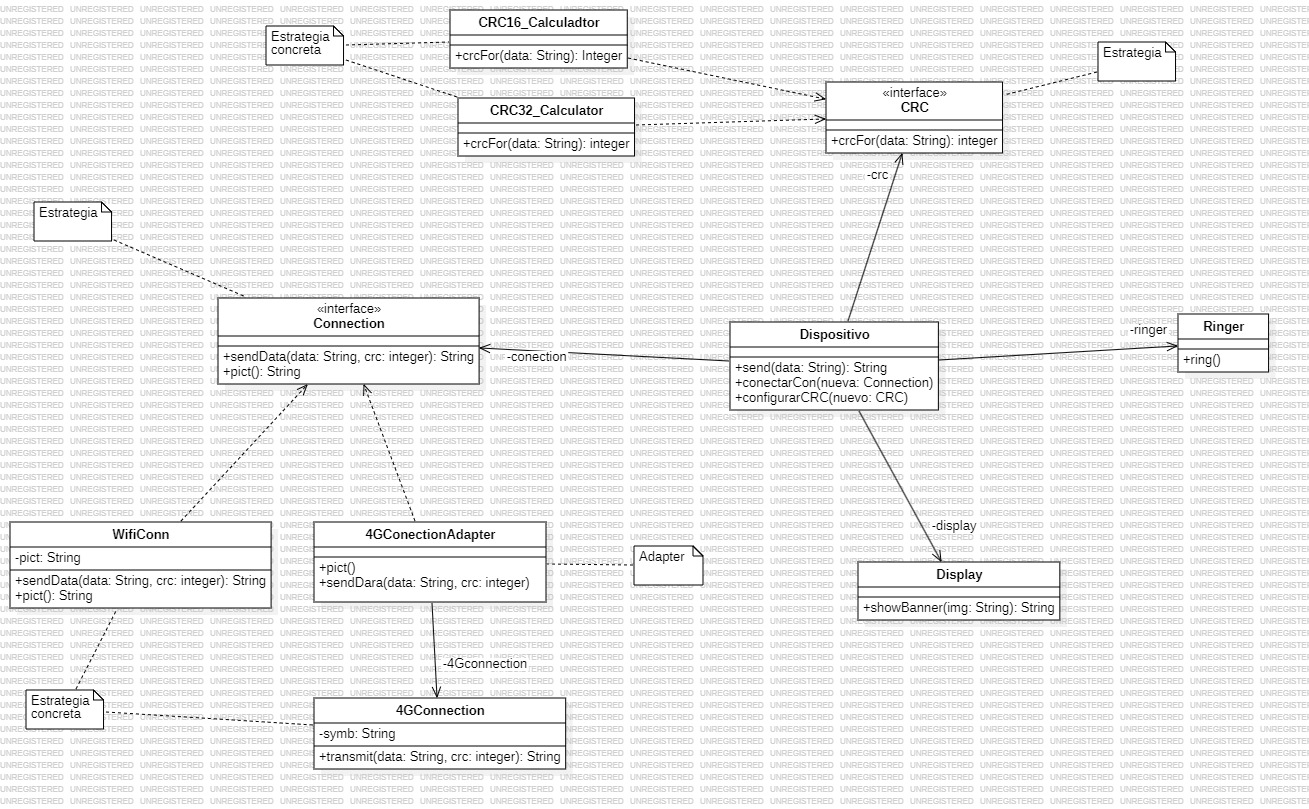 CRC16_Calculadtor
+crcFor(data: String): Integer
Estrategia
concreta
CRC32_Calculator
+crcFor(data: String): integer
Estrategia
«interface»
CRC
+crcFor(data: String): integer
-crc
Estrategia
«interface»
Connection
+sendData(data: String, crc: integer): String
+pict(): String
-conection
Dispositivo
+send(data: String): String
+conectarCon(nueva: Connection)
+configurarCRC(nuevo: CRC)
-ringer
Ringer
+ring()
-display
Display
+showBanner(img: String): String
WifiConn
-pict: String
+sendData(data: String, crc: integer): String
+pict(): String
4GConectionAdapter
+pict()
+sendDara(data: String, crc: integer)
Adapter
-4Gconnection
Estrategia
concreta
4GConnection
-symb: String
+transmit(data: String, crc: integer): String
UNREGISTERED